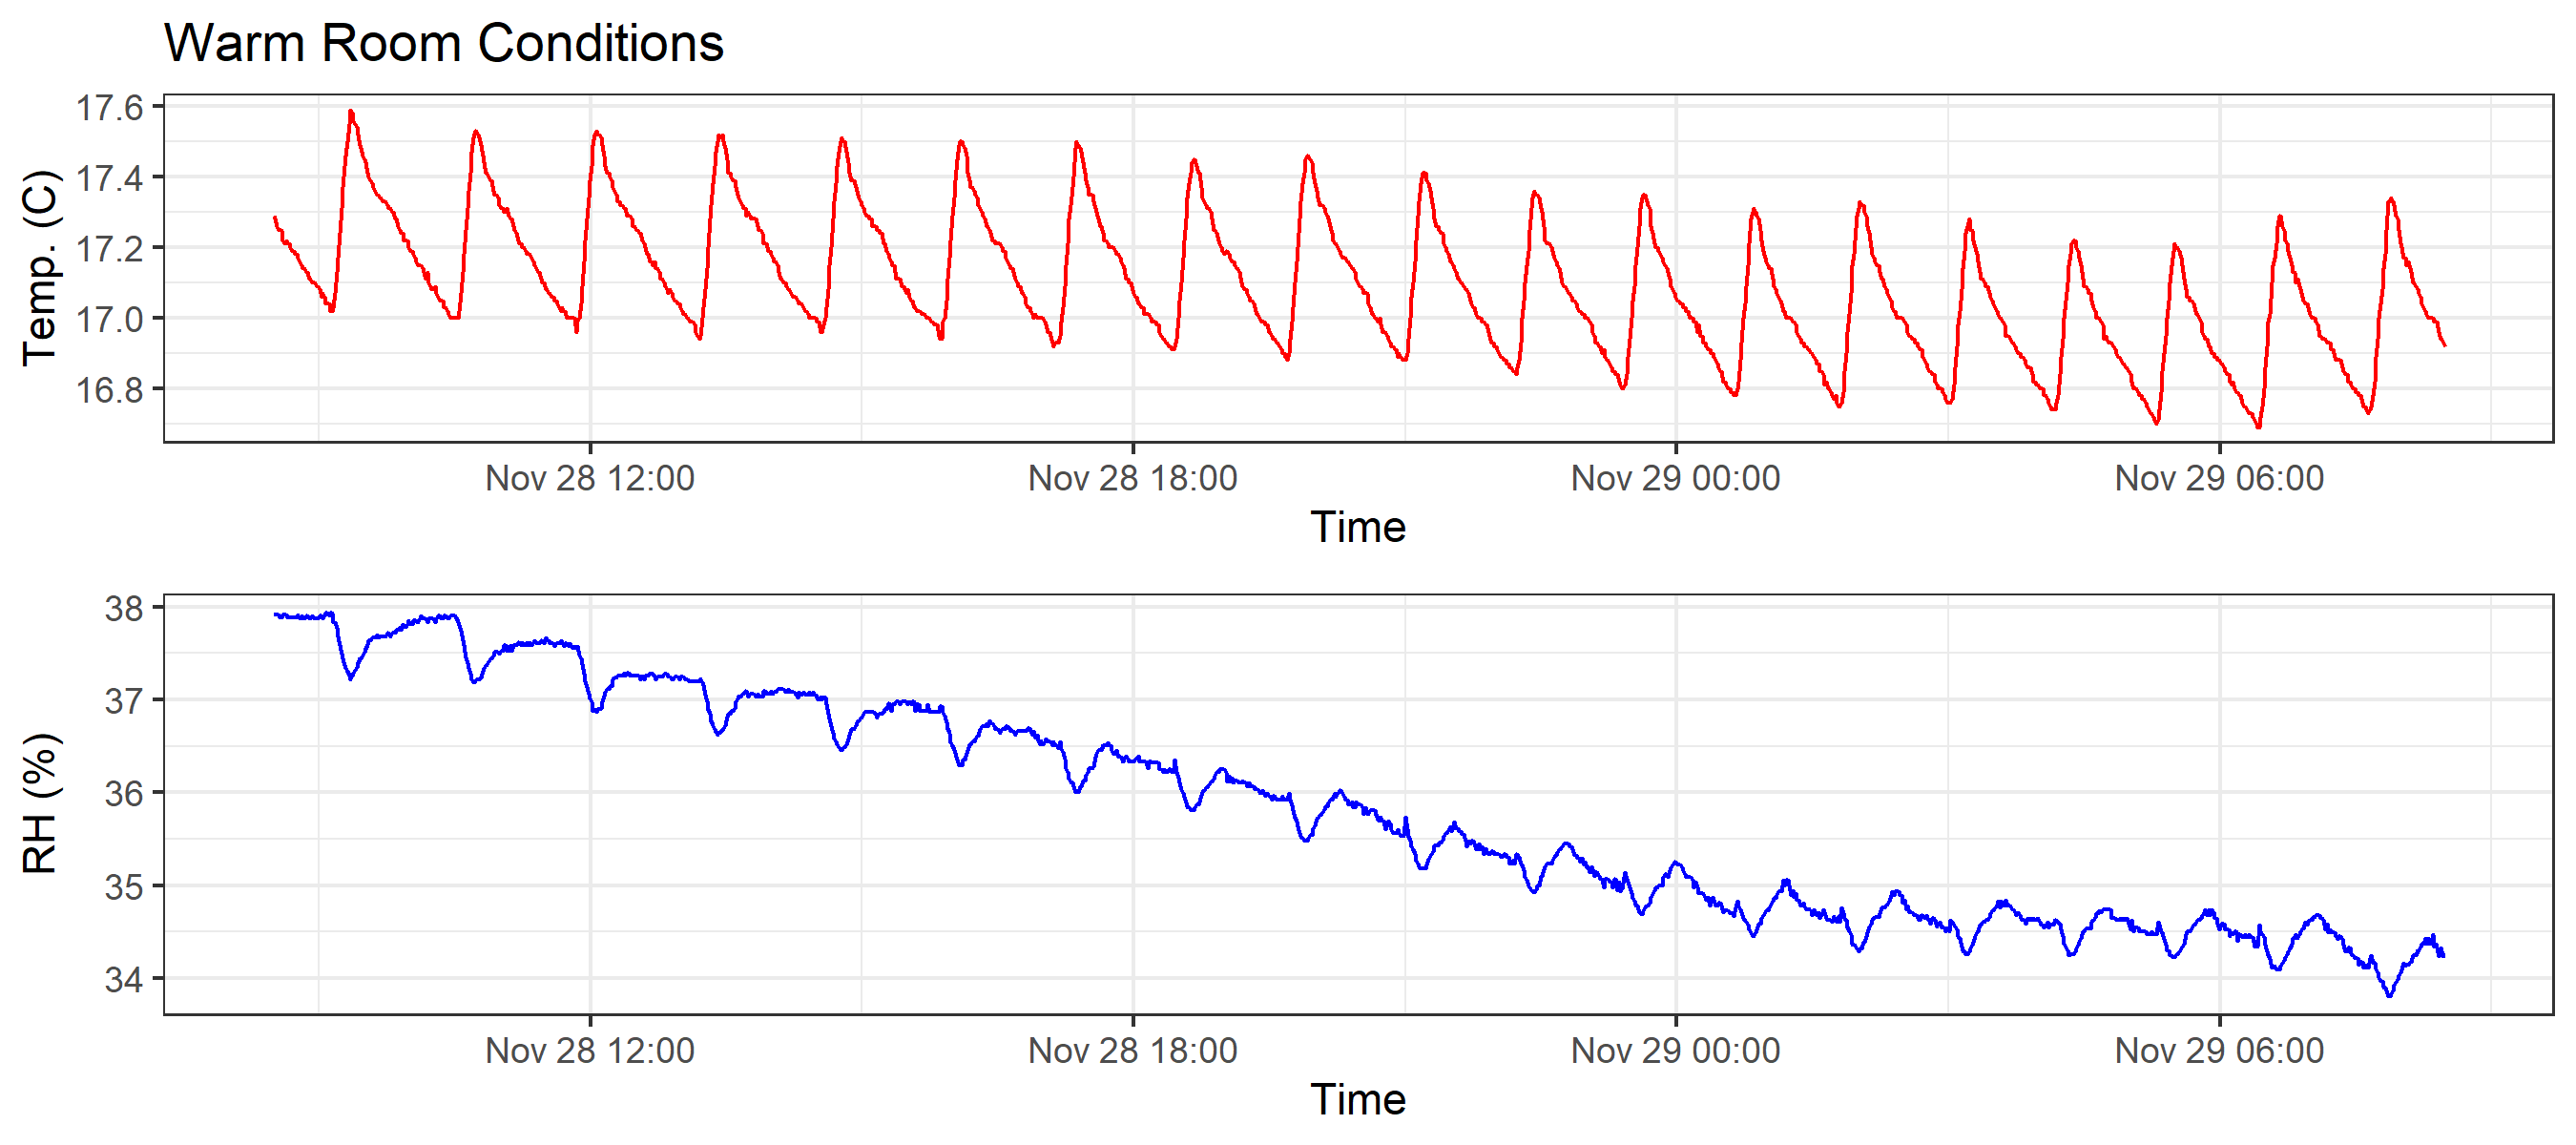 Warm Room Conditions
17.6
17.4
17.2
17.0
16.8
Temp. (C)
Nov 28 12:00 Nov 28 18:00 Nov 29 00:00 Nov 29 06:00
Time
38
37
36
35
34
RH (%)
Nov 28 12:00 Nov 28 18:00 Nov 29 00:00 Nov 29 06:00
Time